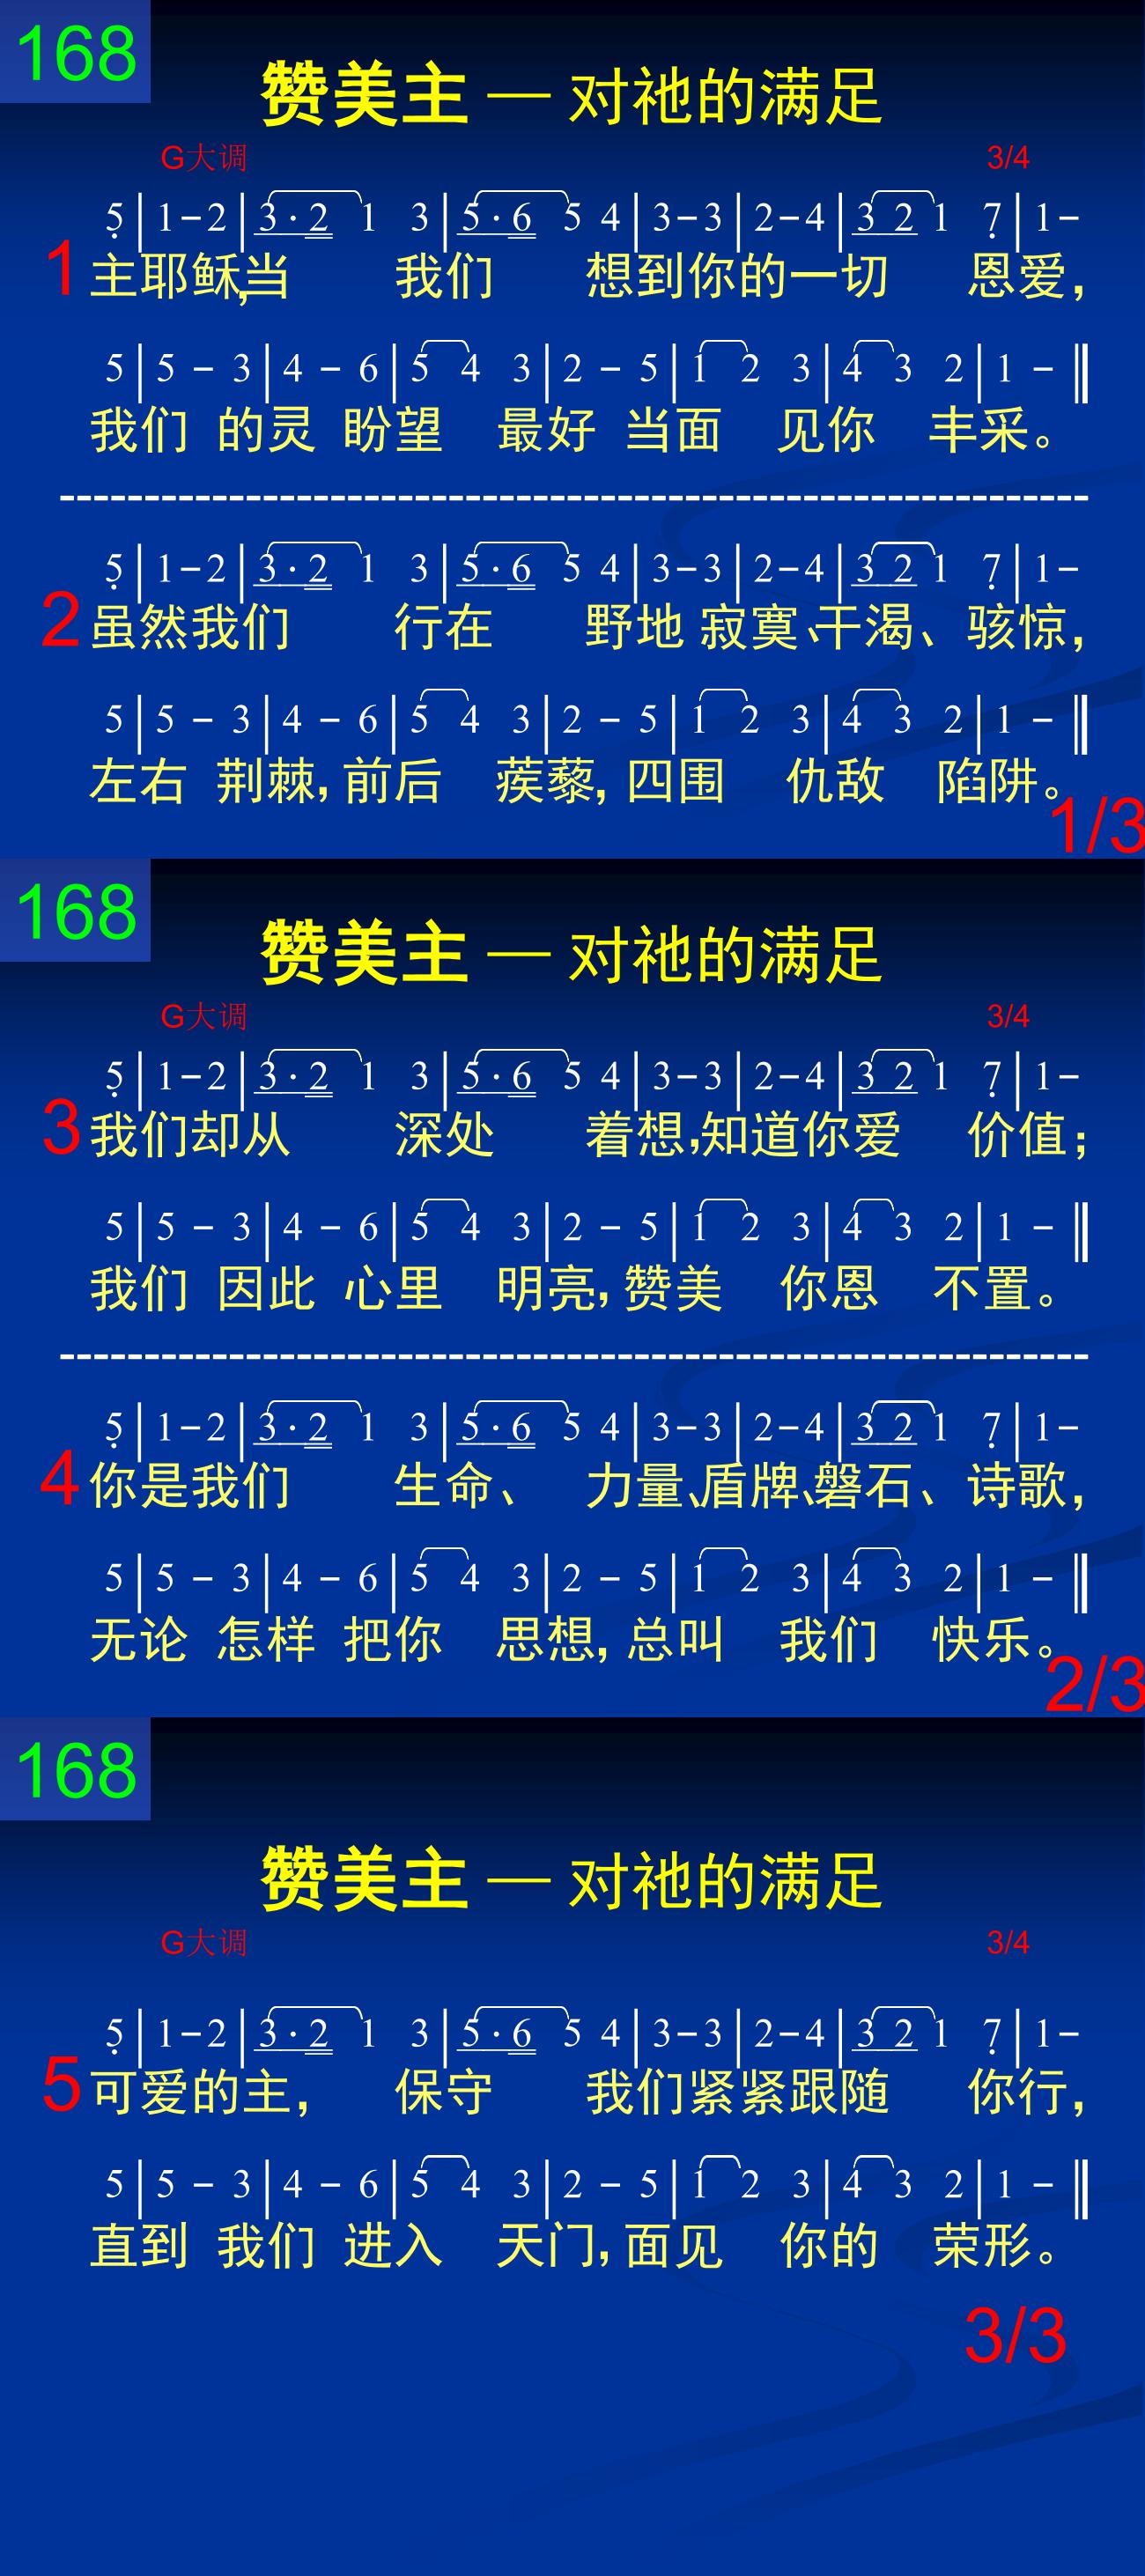 168
赞美主 — 对祂的满足
G大调 3/4
5̣ | 1 - 2 | 3 · 2 1 3 | 5 · 6 5 4 | 3 - 3 | 2 - 4 | 3 2 1 7̣ | 1 -
1 主耶稣,当 我们 想到你的一切 恩爱,
5 | 5 - 3 | 4 - 6 | 5 4 3 | 2 - 5 | 1 2 3 | 4 3 2 | 1 - ‖
我们 的灵 盼望 最好 当面 见你 丰采。
5̣ | 1 - 2 | 3 · 2 1 3 | 5 · 6 5 4 | 3 - 3 | 2 - 4 | 3 2 1 7̣ | 1 -
2 虽然我们 行在 野地 寂寞、干渴、骇惊,
5 | 5 - 3 | 4 - 6 | 5 4 3 | 2 - 5 | 1 2 3 | 4 3 2 | 1 - ‖
左右 荆棘, 前后 蒺藜, 四围 仇敌 陷阱。
1/3
168
赞美主 — 对祂的满足
G大调 3/4
5̣ | 1 - 2 | 3 · 2 1 3 | 5 · 6 5 4 | 3 - 3 | 2 - 4 | 3 2 1 7̣ | 1 -
3 我们却从 深处 着想,知道你爱 价值;
5 | 5 - 3 | 4 - 6 | 5 4 3 | 2 - 5 | 1 2 3 | 4 3 2 | 1 - ‖
我们 因此 心里 明亮, 赞美 你恩 不置。
5̣ | 1 - 2 | 3 · 2 1 3 | 5 · 6 5 4 | 3 - 3 | 2 - 4 | 3 2 1 7̣ | 1 -
4 你是我们 生命、 力量、盾牌、磐石、诗歌,
5 | 5 - 3 | 4 - 6 | 5 4 3 | 2 - 5 | 1 2 3 | 4 3 2 | 1 - ‖
无论 怎样 把你 思想, 总叫 我们 快乐。
2/3
168
赞美主 — 对祂的满足
G大调 3/4
5̣ | 1 - 2 | 3 · 2 1 3 | 5 · 6 5 4 | 3 - 3 | 2 - 4 | 3 2 1 7̣ | 1 -
5 可爱的主, 保守 我们紧紧跟随 你行,
5 | 5 - 3 | 4 - 6 | 5 4 3 | 2 - 5 | 1 2 3 | 4 3 2 | 1 - ‖
直到 我们 进入 天门, 面见 你的 荣形。
3/3